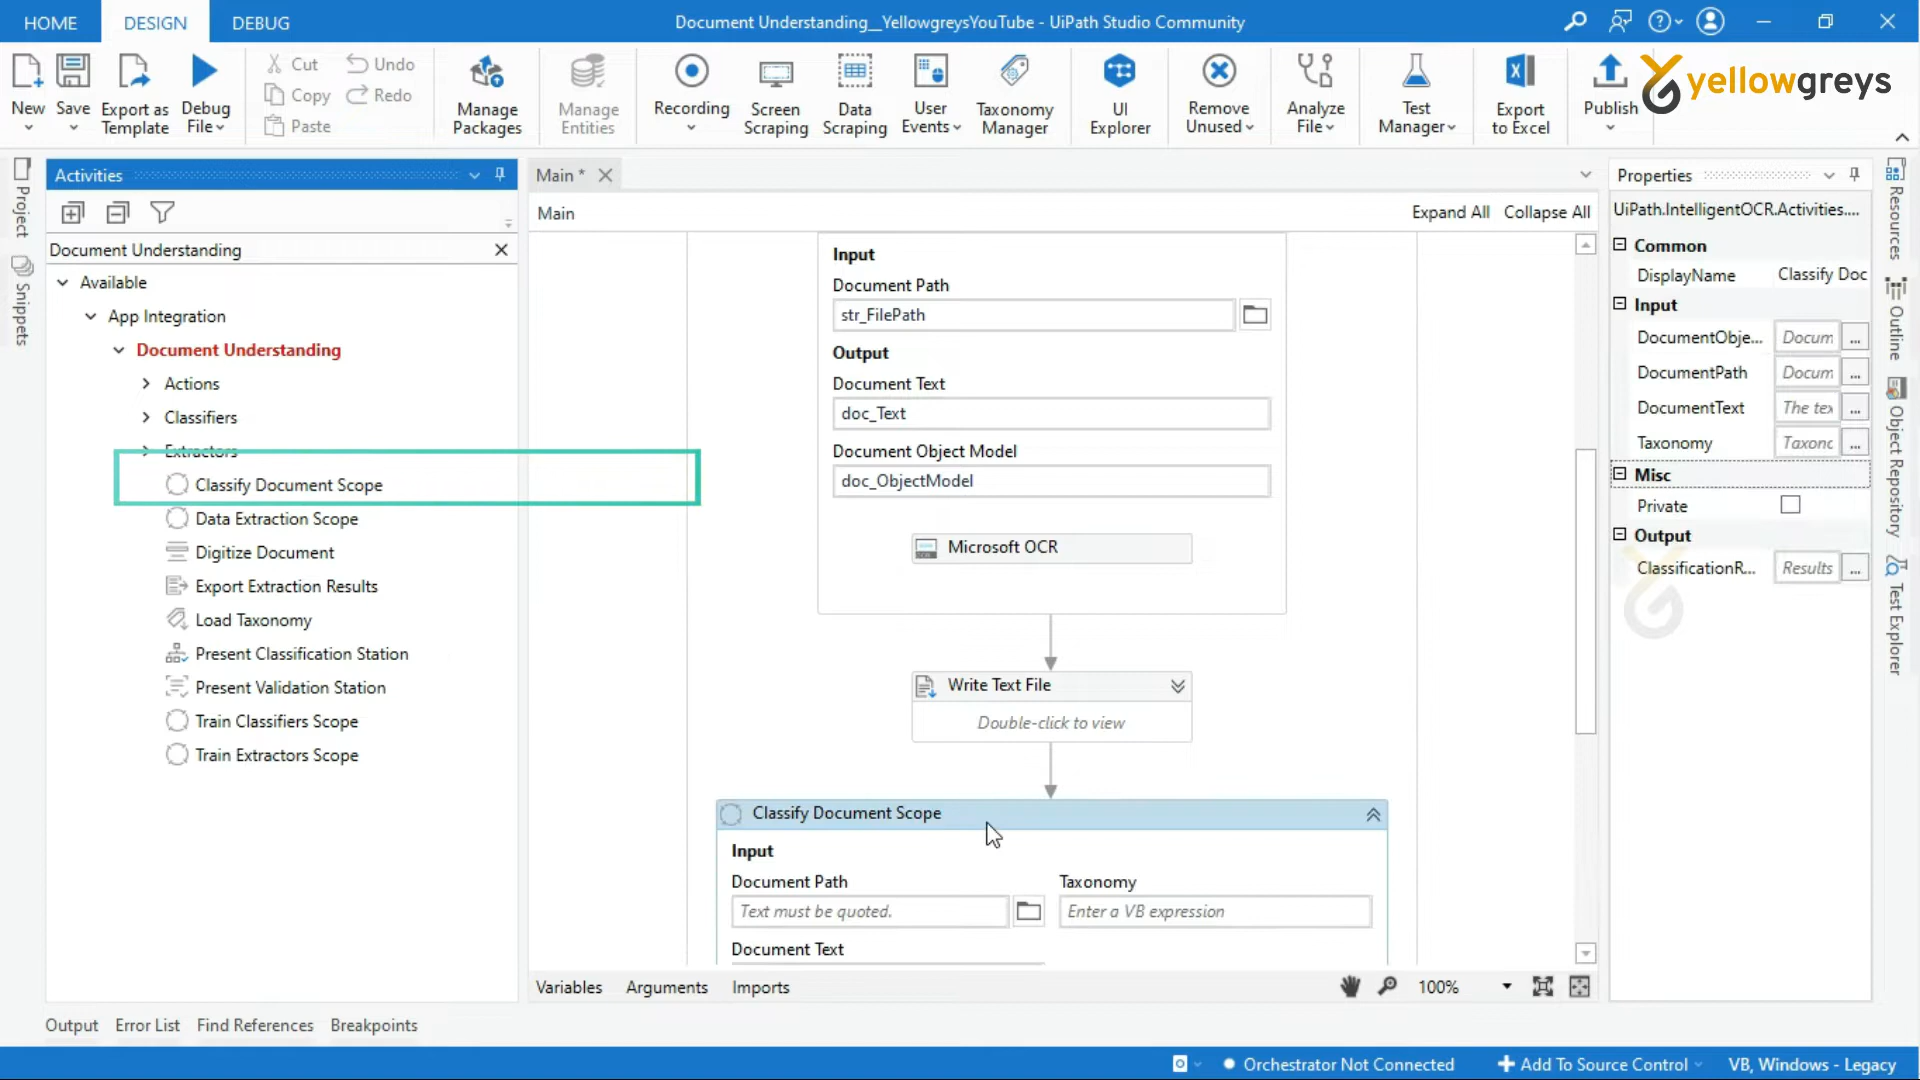 HOME
DESIGN
DEBUG
Document Understanding__YellowgreysYouTube - UiPath Studio Community
New
Save
Export as Template
Debug File
Cut
Copy
Paste
Undo
Redo
Manage Packages
Manage Entities
Recording
Screen Scraping
Data Scraping
User Events
Taxonomy Manager
UI Explorer
Remove Unused
Analyze File
Test Manager
Export to Excel
Publish
yellowgreys
Project
Snippets
Activities
Document Understanding
Available
App Integration
Document Understanding
Actions
Classifiers
Extractors
Classify Document Scope
Data Extraction Scope
Digitize Document
Export Extraction Results
Load Taxonomy
Present Classification Station
Present Validation Station
Train Classifiers Scope
Train Extractors Scope
Main *
Main
Expand All
Collapse All
Input
Document Path
str_FilePath
Output
Document Text
doc_Text
Document Object Model
doc_ObjectModel
Microsoft OCR
Write Text File
Double-click to view
Classify Document Scope
Input
Document Path
Taxonomy
Text must be quoted.
Enter a VB expression
Document Text
Variables
Arguments
Imports
100%
Properties
UiPath.IntelligentOCR.Activities....
Common
DisplayName
Classify Doc
Input
DocumentObje...
Docum
...
DocumentPath
Docum
...
DocumentText
The tex
...
Taxonomy
Taxonc
...
Misc
Private
Output
ClassificationR...
Results
...
Resources
Outline
Object Repository
Test Explorer
Output
Error List
Find References
Breakpoints
Orchestrator Not Connected
Add To Source Control
VB, Windows - Legacy